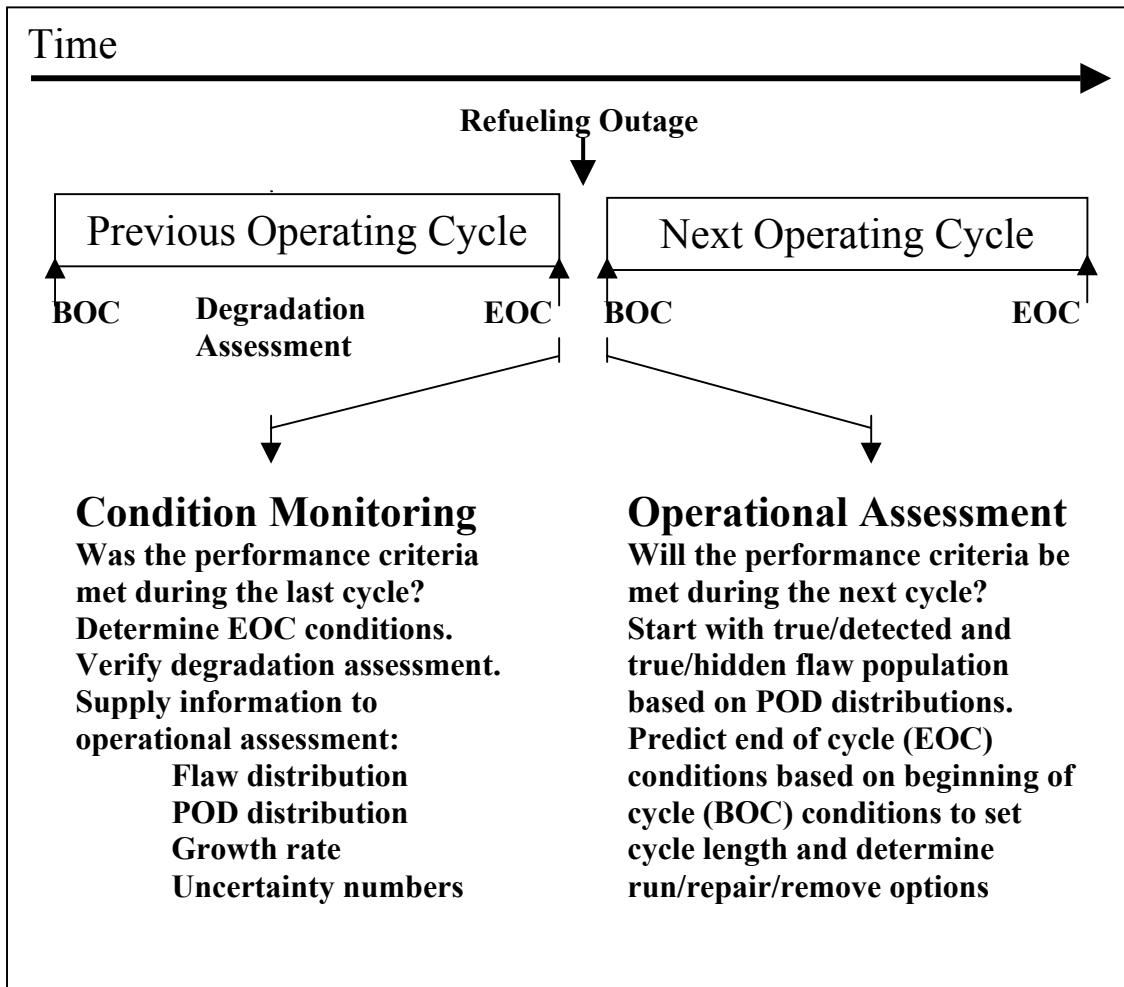 Time
Refueling Outage
Previous Operating Cycle
Next Operating Cycle
BOC
Degradation
Assessment
EOC
BOC
EOC
Condition Monitoring
Was the performance criteria
met during the last cycle?
Determine EOC conditions.
Verify degradation assessment.
Supply information to
operational assessment:
Flaw distribution
POD distribution
Growth rate
Uncertainty numbers
Operational Assessment
Will the performance criteria be
met during the next cycle?
Start with true/detected and
true/hidden flaw population
based on POD distributions.
Predict end of cycle (EOC)
conditions based on beginning of
cycle (BOC) conditions to set
cycle length and determine
run/repair/remove options